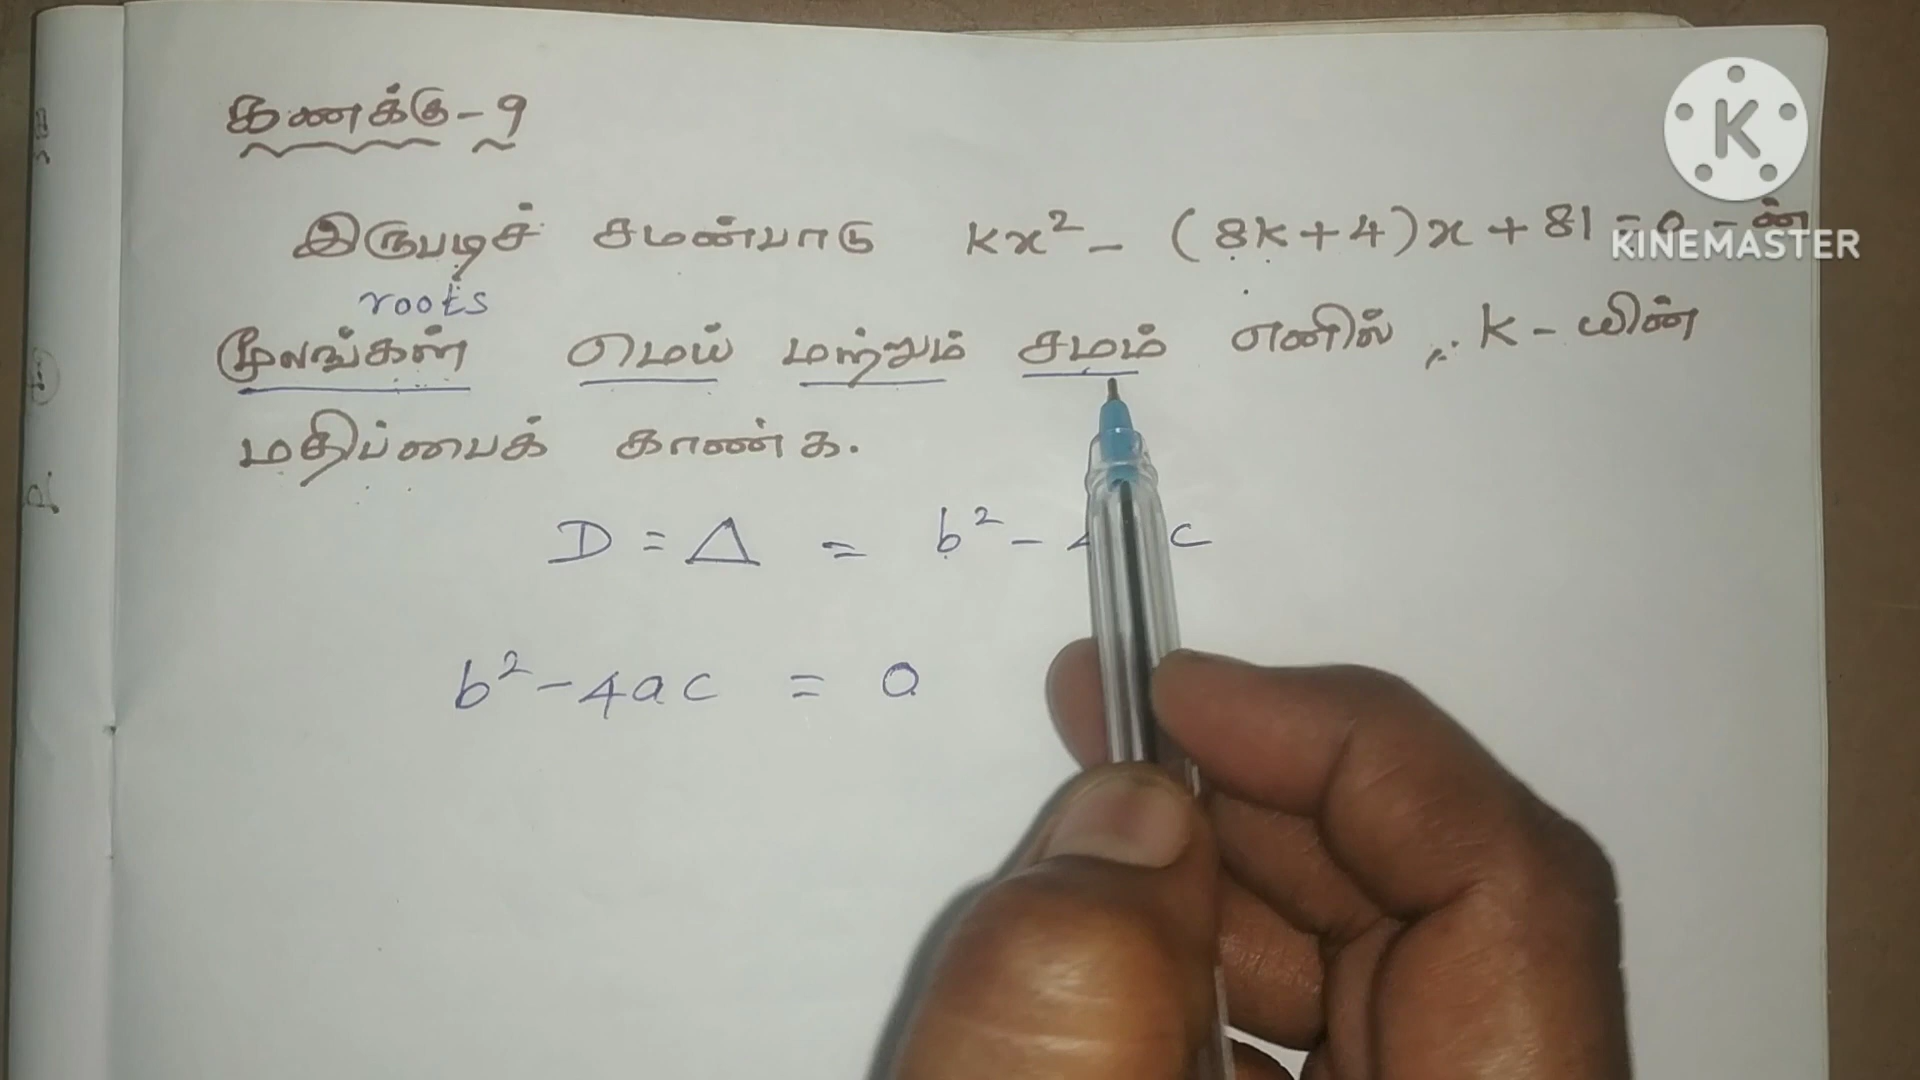 கணக்கு - 9
இருபடிச் சமன்பாடு kx² - (8k+4)x + 81 = 0 - ன்
roots
மூலங்கள் மெய் மற்றும் சமம் எனில், k - யின்
மதிப்பைக் காண்க.
D = Δ = b² - 4 c
b² - 4ac = 0
K
KINEMASTER